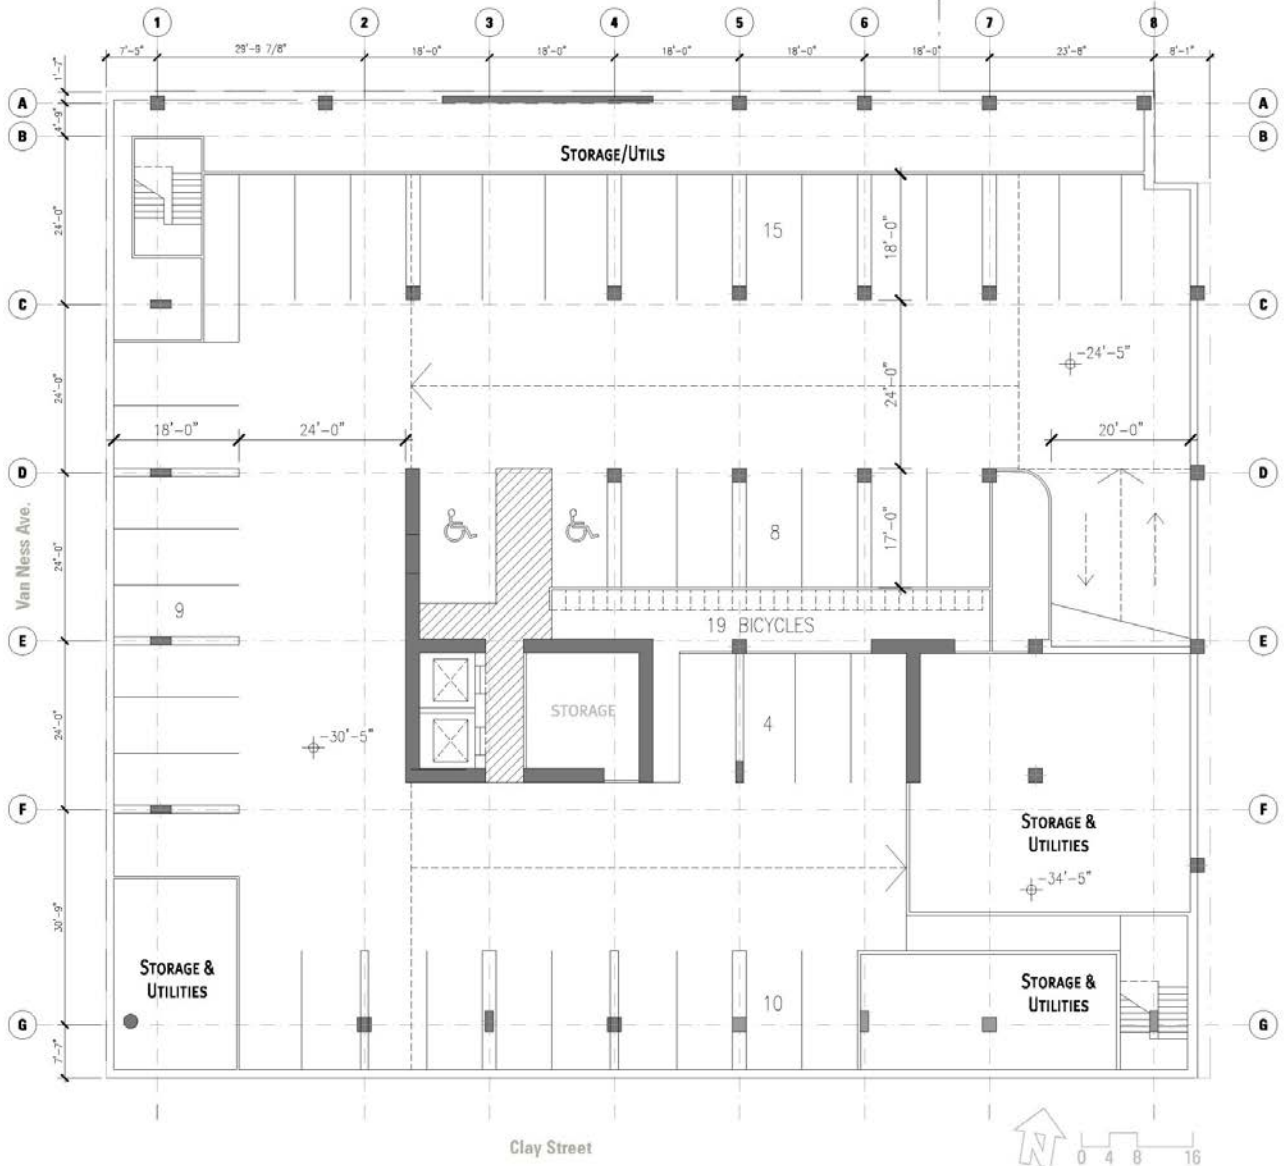 1 2 3 4 5 6 7 8
7'-5" 29'-9 7/8" 18'-0" 18'-0" 18'-0" 18'-0" 18'-0" 23'-8" 8'-1"
1'-7"
A A
4'-9"
B B
STORAGE/UTILS
24'-0"
15
18'-0"
C C
-24'-5"
24'-0"
24'-0"
18'-0" 24'-0" 20'-0"
D D
Van Ness Ave.
24'-0"
8
17'-0"
9
19 BICYCLES
E E
STORAGE
4
24'-0"
-30'-5"
F F
STORAGE &
UTILITIES
-34'-5"
30'-9"
STORAGE &
UTILITIES
STORAGE &
UTILITIES
10
G G
7'-7"
Clay Street
N
0 4 8 16